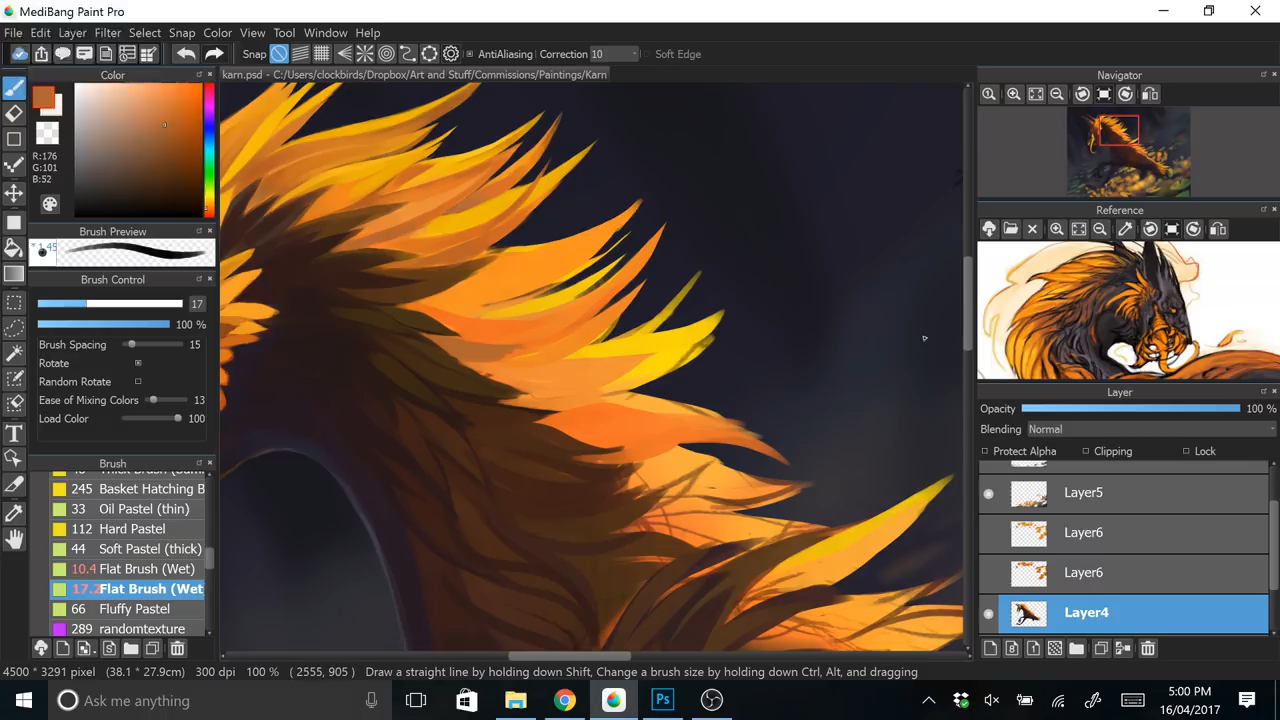 MediBang Paint Pro
File Edit Layer Filter Select Snap Color View Tool Window Help
Snap AntiAliasing Correction 10 Soft Edge
Color
karn.psd - C:/Users/clockbirds/Dropbox/Art and Stuff/Commissions/Paintings/Karn
Navigator
R:176
G:101
B:52
Brush Preview
1.45
Reference
Brush Control
17
100 %
Brush Spacing 15
Rotate
Random Rotate
Ease of Mixing Colors 13
Load Color 100
Layer
Opacity 100 %
Blending Normal
Protect Alpha Clipping Lock
Brush
245 Basket Hatching B
33 Oil Pastel (thin)
112 Hard Pastel
44 Soft Pastel (thick)
10.4 Flat Brush (Wet)
Flat Brush (Wet
66 Fluffy Pastel
289 randomtexture
Layer5
Layer6
Layer6
Layer4
4500 * 3291 pixel (38.1 * 27.9cm) 300 dpi 100 % (2555, 905) Draw a straight line by holding down Shift, Change a brush size by holding down Ctrl, Alt, and dragging
Ask me anything
Ps
5:00 PM
16/04/2017